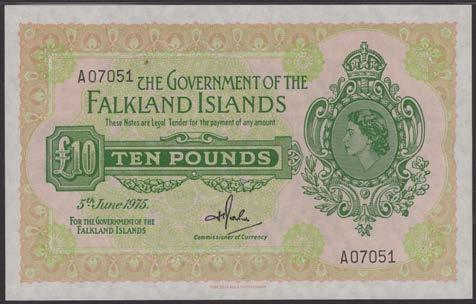 A07051
THE GOVERNMENT OF THE
FALKLAND ISLANDS
These Notes are Legal Tender for the payment of any amount
£10
TEN POUNDS
5th June 1975.
FOR THE GOVERNMENT OF THE
FALKLAND ISLANDS
Commissioner of Currency
A07051